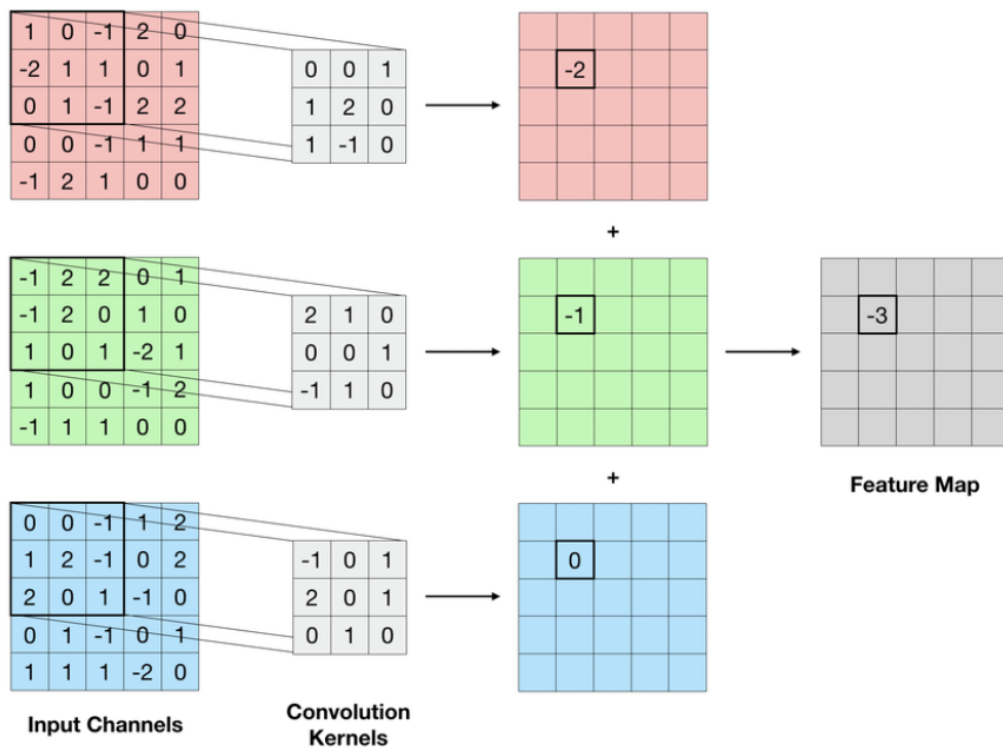 1 0 -1 2 0
-2 1 1 0 1
0 1 -1 2 2
0 0 -1 1 1
-1 2 1 0 0
0 0 1
1 2 0
1 -1 0
-2
+
-1 2 2 0 1
-1 2 0 1 0
1 0 1 -2 1
1 0 0 -1 2
-1 1 1 0 0
2 1 0
0 0 1
-1 1 0
-1
-3
+
Feature Map
0 0 -1 1 2
1 2 -1 0 2
2 0 1 -1 0
0 1 -1 0 1
1 1 1 -2 0
-1 0 1
2 0 1
0 1 0
0
Input Channels
Convolution
Kernels